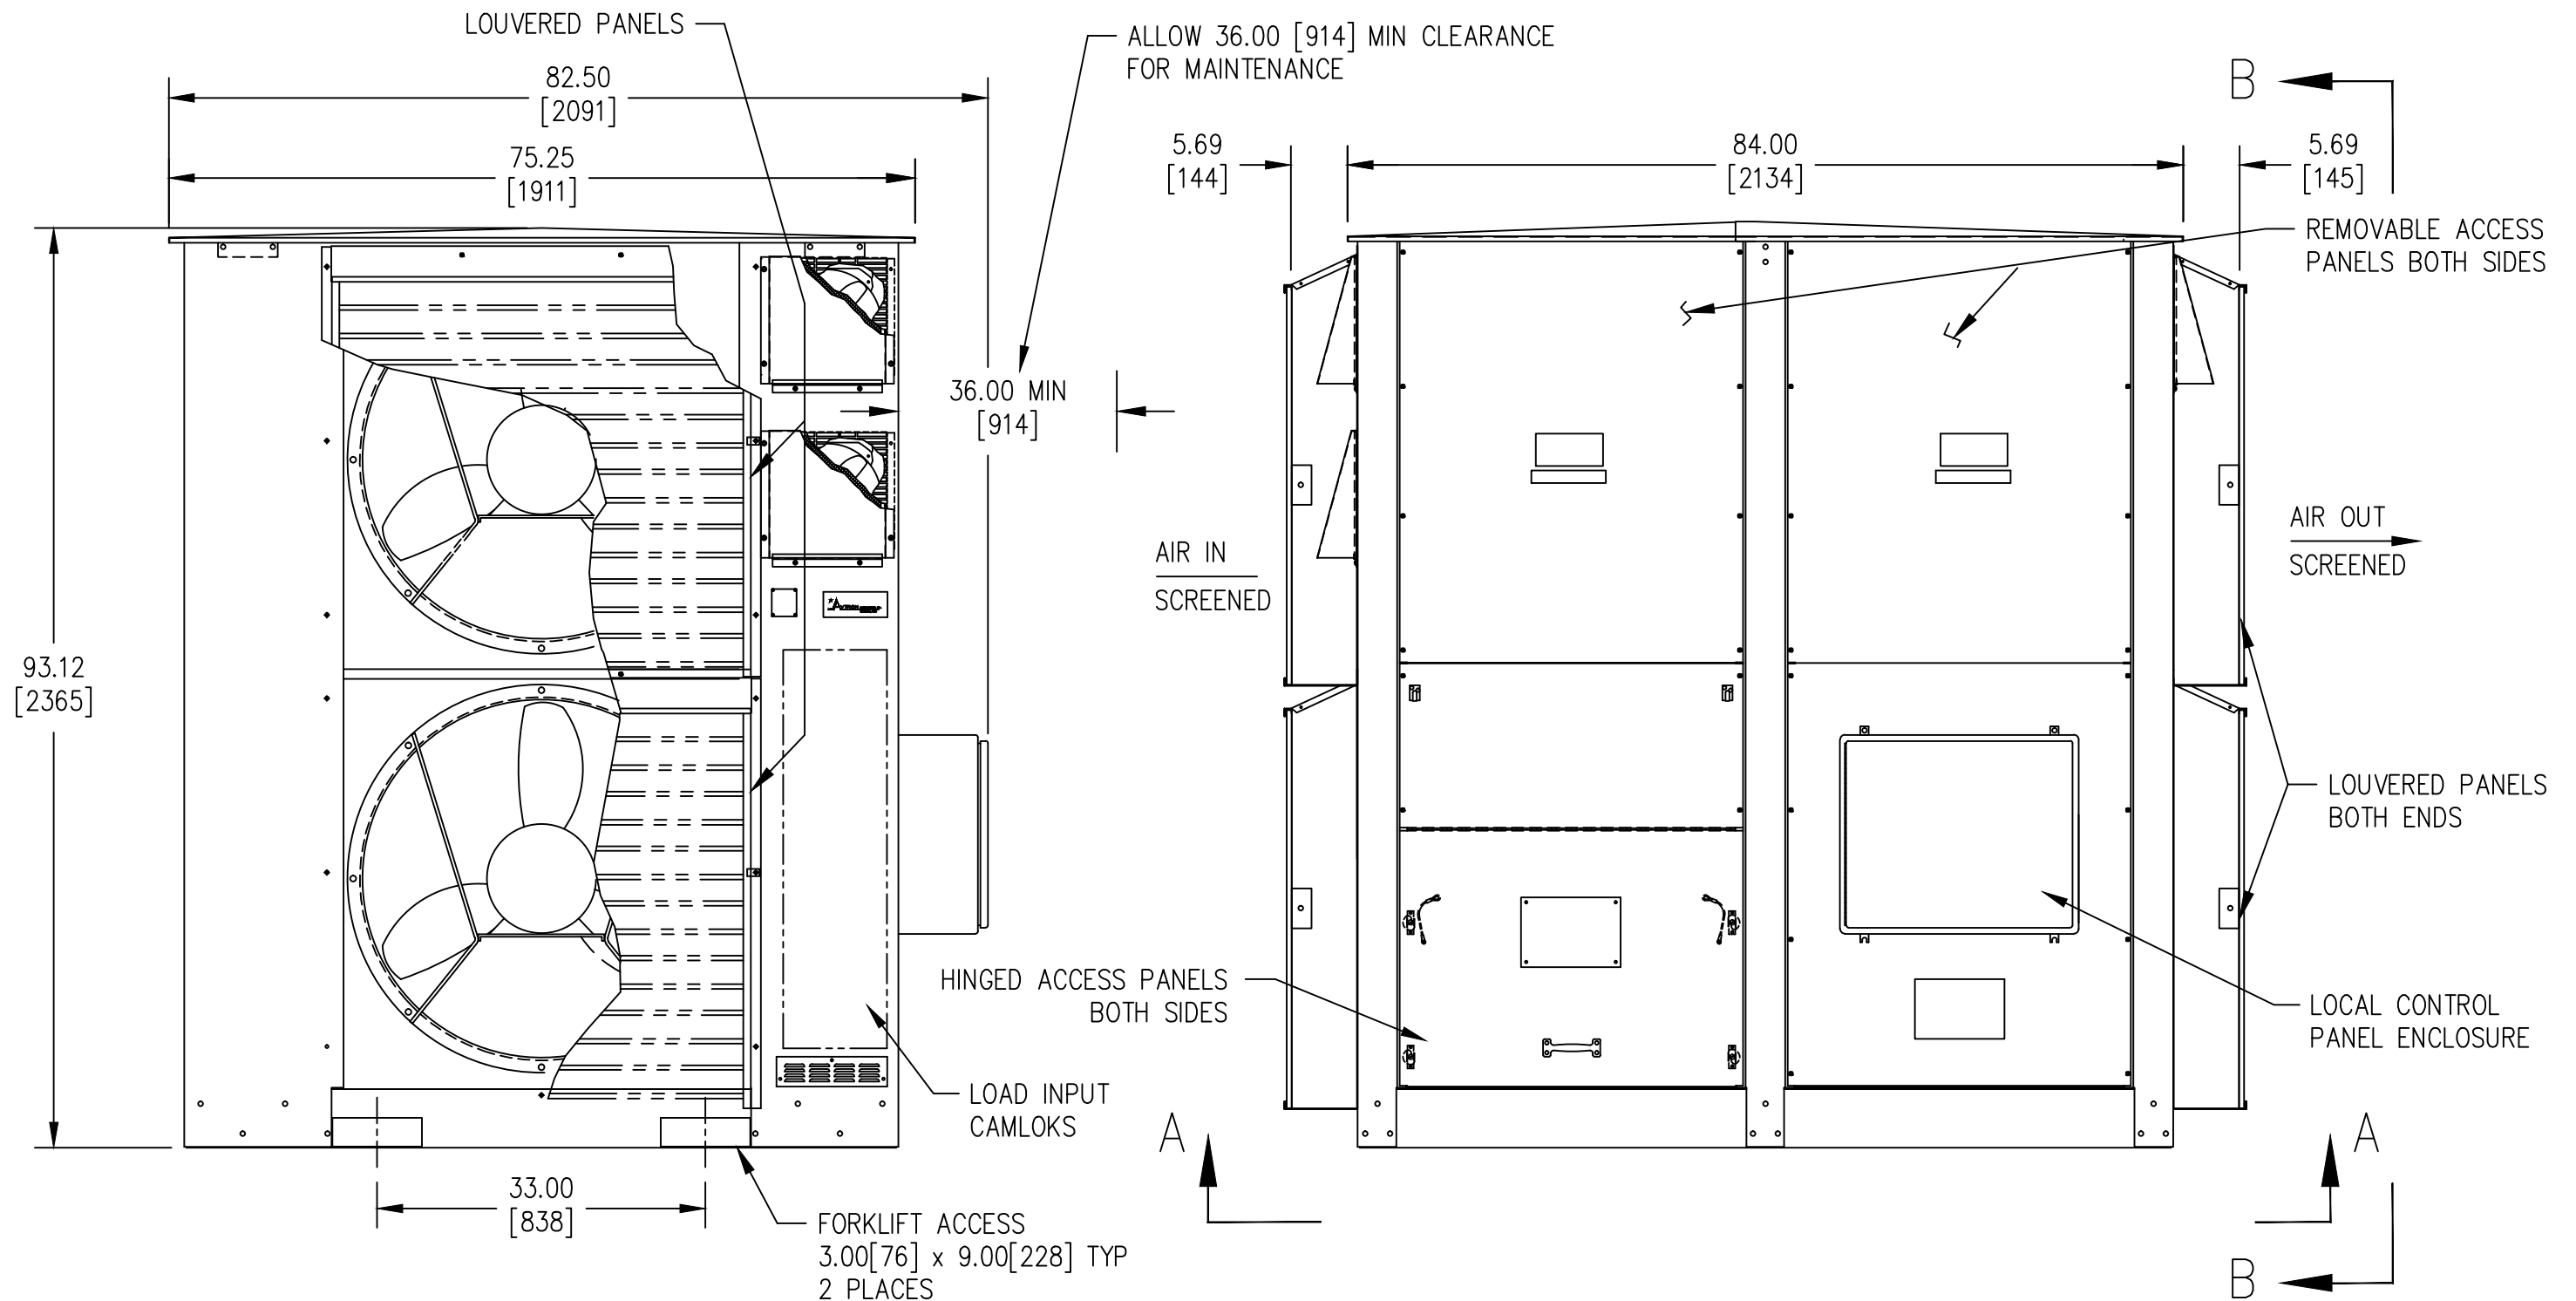 LOUVERED PANELS
ALLOW 36.00 [914] MIN CLEARANCE
FOR MAINTENANCE
82.50
[2091]
75.25
[1911]
36.00 MIN
[914]
93.12
[2365]
33.00
[838]
LOAD INPUT
CAMLOKS
FORKLIFT ACCESS
3.00[76] x 9.00[228] TYP
2 PLACES
B
5.69
[144]
84.00
[2134]
5.69
[145]
REMOVABLE ACCESS
PANELS BOTH SIDES
AIR IN
SCREENED
AIR OUT
SCREENED
LOUVERED PANELS
BOTH ENDS
HINGED ACCESS PANELS
BOTH SIDES
LOCAL CONTROL
PANEL ENCLOSURE
A
A
B